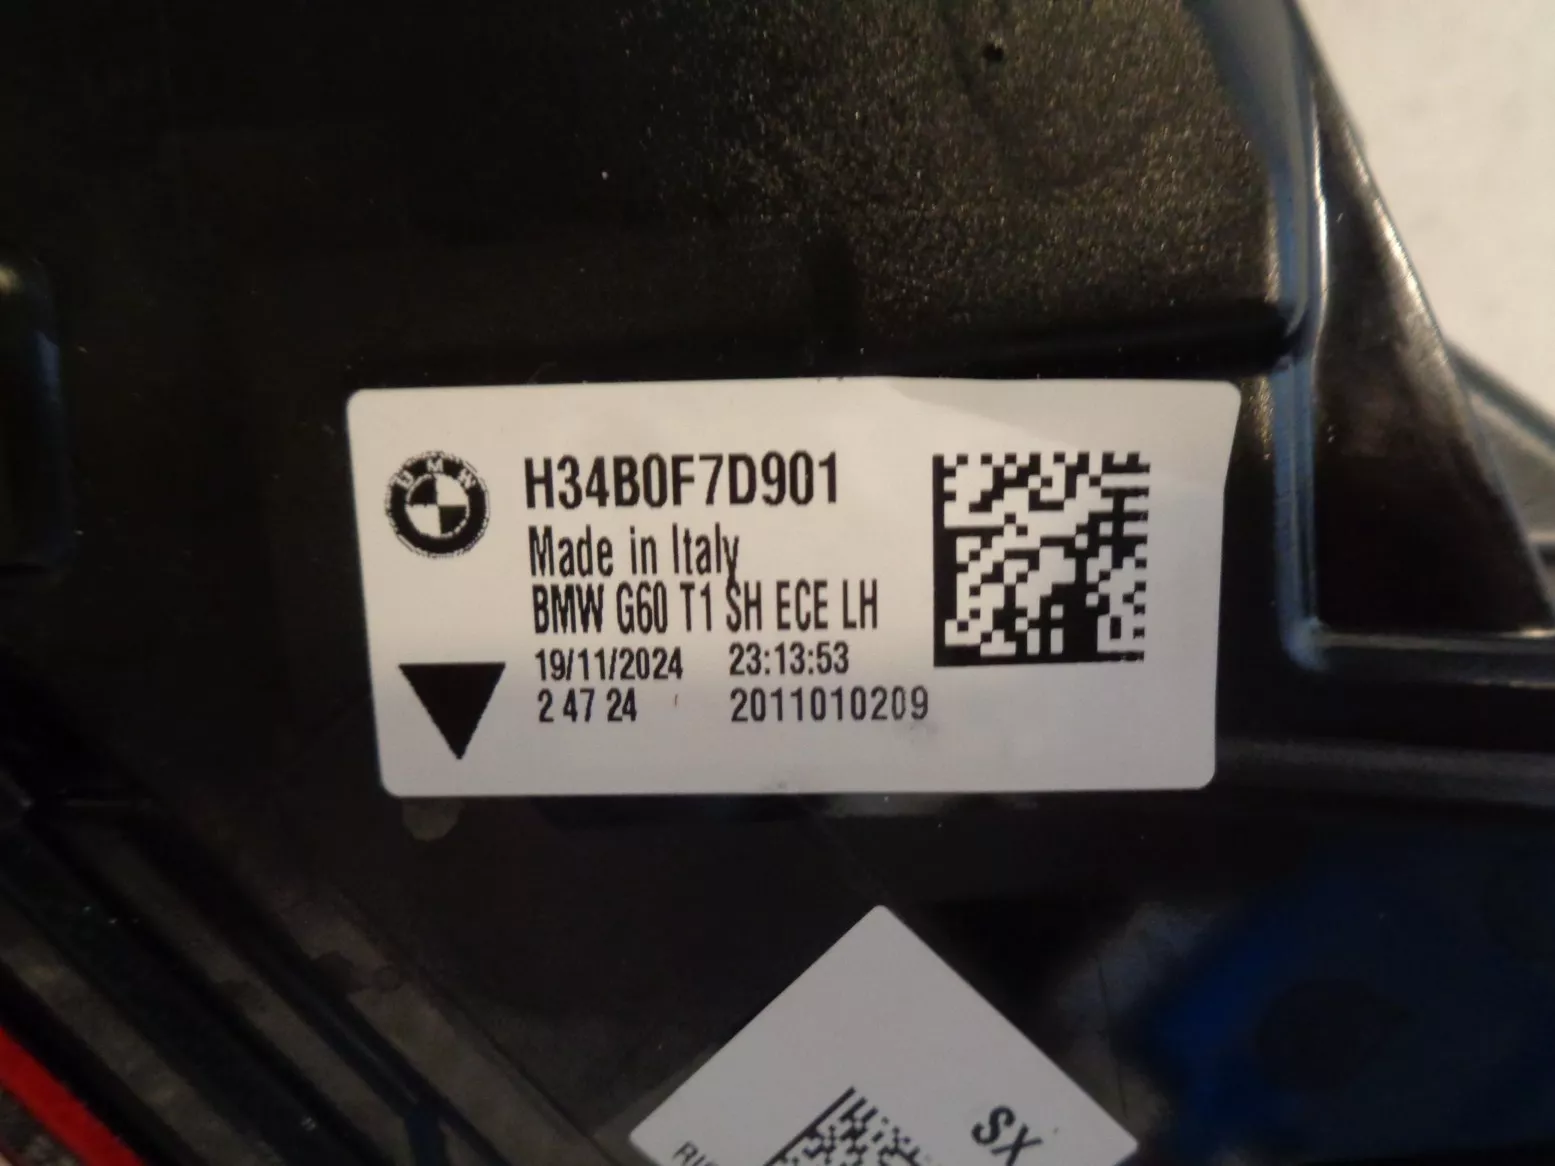 BMW
H34B0F7D901
Made in Italy
BMW G60 T1 SH ECE LH
19/11/2024 23:13:53
2 47 24 2011010209
SX